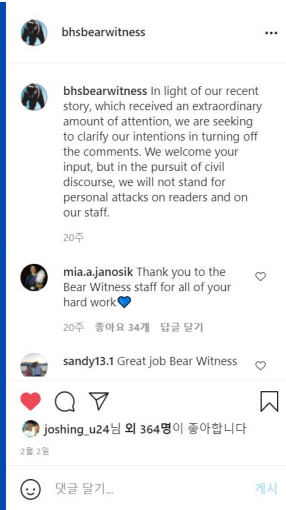 bhsbearwitness
bhsbearwitness In light of our recent
story, which received an extraordinary
amount of attention, we are seeking
to clarify our intentions in turning off
the comments. We welcome your
input, but in the pursuit of civil
discourse, we will not stand for
personal attacks on readers and on
our staff.
20주
mia.a.janosik Thank you to the
Bear Witness staff for all of your
hard work💙
20주 좋아요 34개 답글 달기
sandy13.1 Great job Bear Witness
joshing_u24님 외 364명이 좋아합니다
2월 2일
댓글 달기...
게시